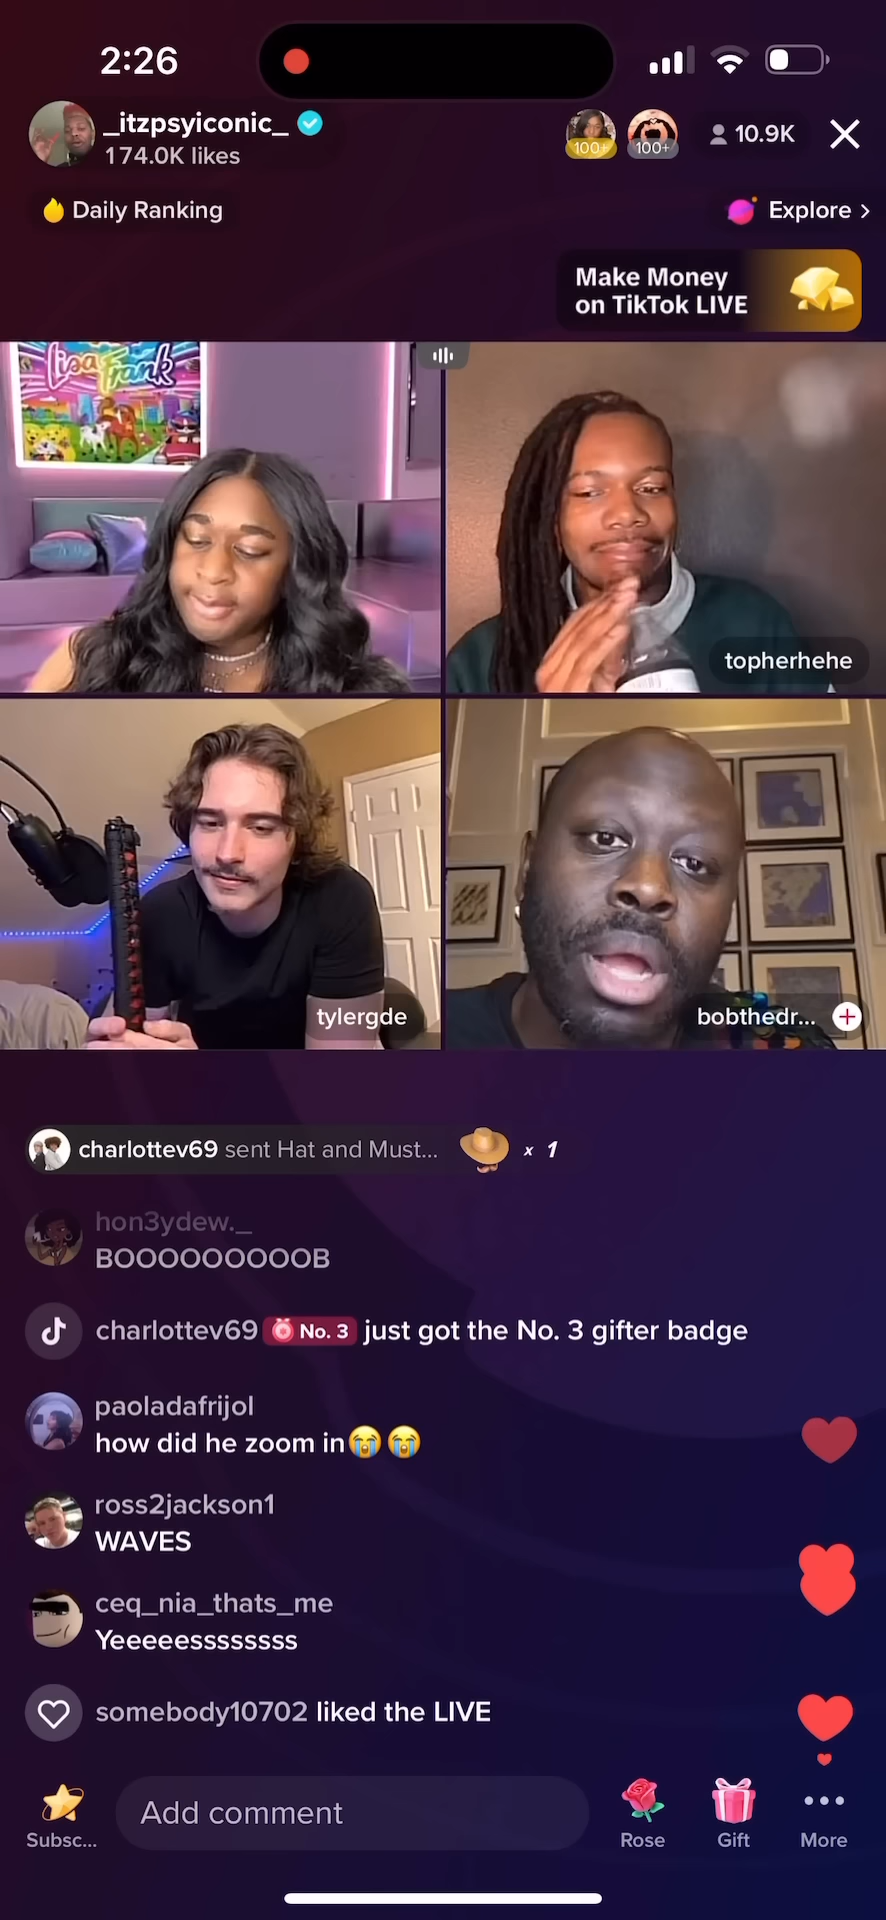 2:26
_itzpsyiconic_
174.0K likes
100+
100+
10.9K
Daily Ranking
Explore >
Make Money
on TikTok LIVE
Lisa Frank
topherhehe
tylergde
bobthedr...
charlottev69 sent Hat and Must... x 1
hon3ydew._
BOOOOOOOOOB
charlottev69 No. 3 just got the No. 3 gifter badge
paoladafrijol
how did he zoom in😭😭
ross2jackson1
WAVES
ceq_nia_thats_me
Yeeeeessssssss
somebody10702 liked the LIVE
Subsc...
Add comment
Rose
Gift
More